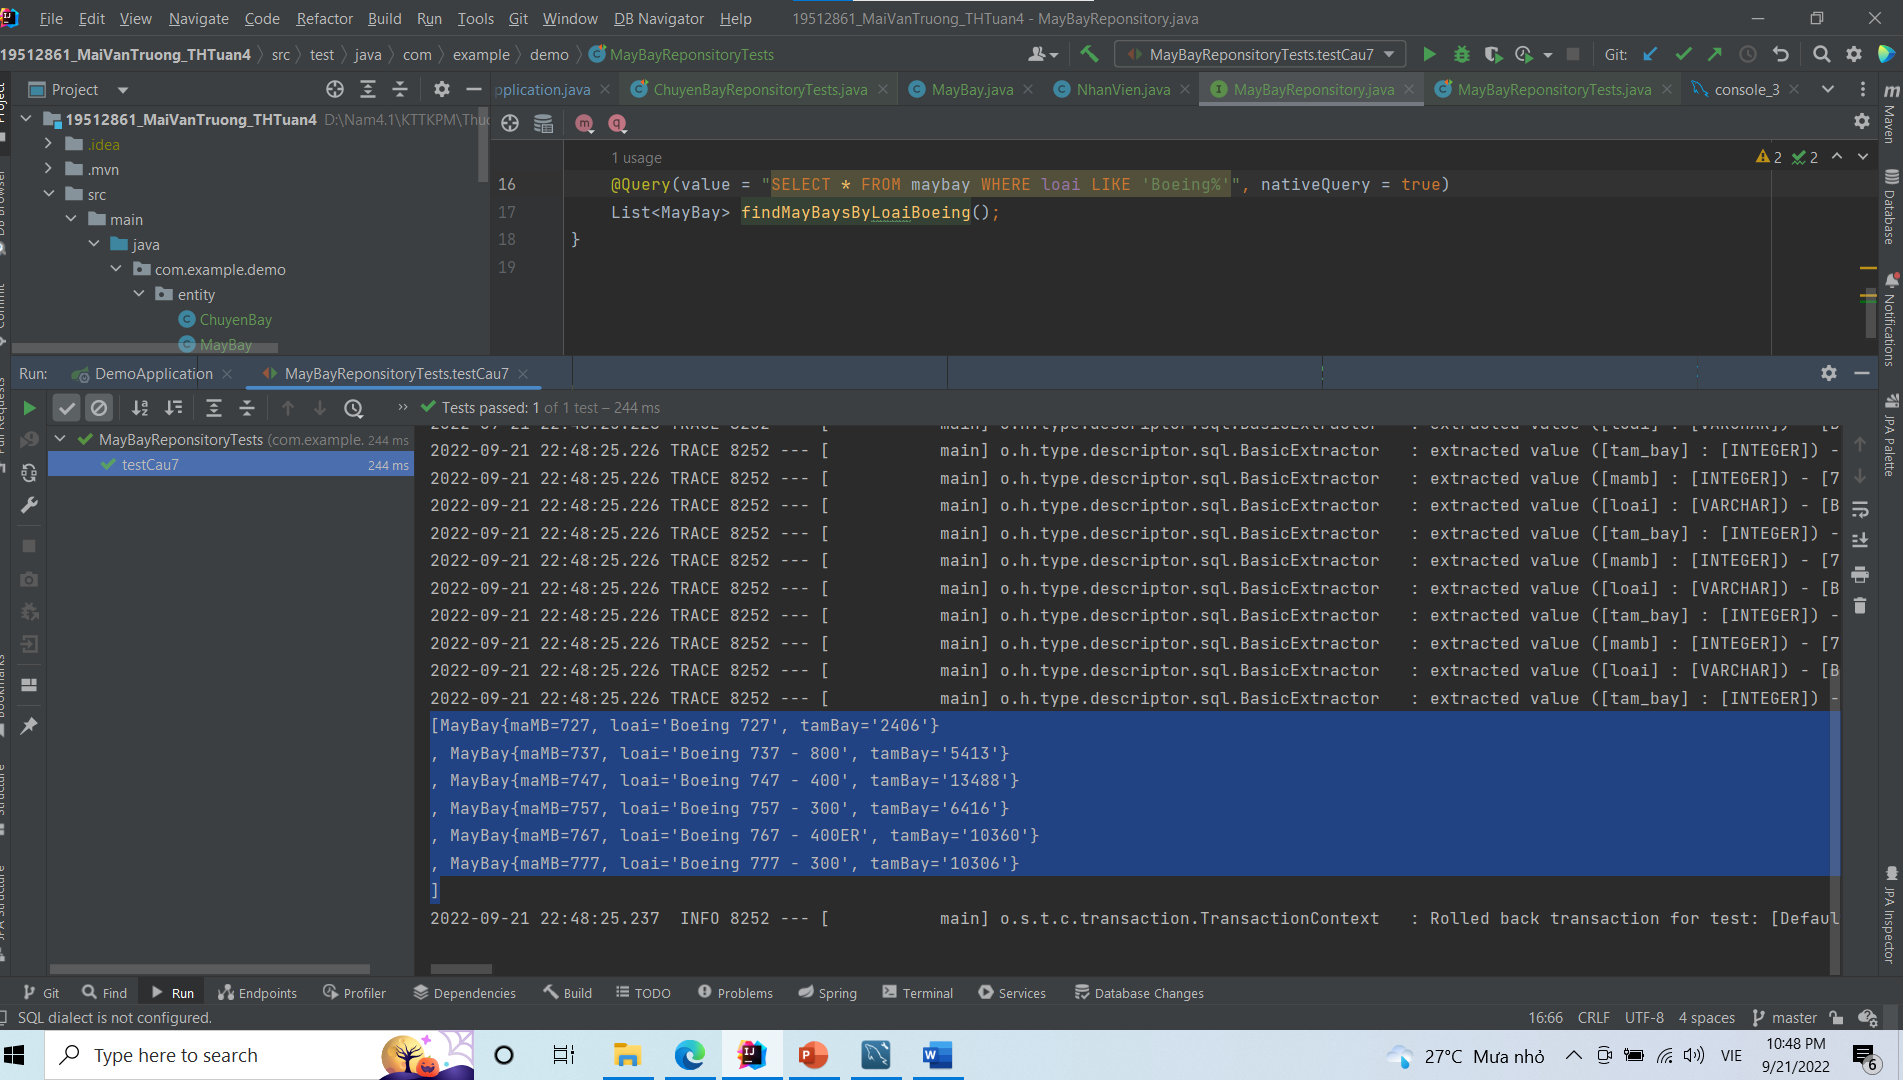 File Edit View Navigate Code Refactor Build Run Tools Git Window DB Navigator Help 19512861_MaiVanTruong_THTuan4 - MayBayReponsitory.java
19512861_MaiVanTruong_THTuan4 src test java com example demo MayBayReponsitoryTests MayBayReponsitoryTests.testCau7 Git:
Project pplication.java ChuyenBayReponsitoryTests.java MayBay.java NhanVien.java MayBayReponsitory.java MayBayReponsitoryTests.java console_3
19512861_MaiVanTruong_THTuan4 D:\Nam4.1\KTTKPM\Thuc
.idea
.mvn
src
main
java
com.example.demo
entity
ChuyenBay
MayBay
1 usage 2 2
16 @Query(value = "SELECT * FROM maybay WHERE loai LIKE 'Boeing%'", nativeQuery = true)
17 List<MayBay> findMayBaysByLoaiBoeing();
18 }
19
Maven
Database
Notifications
JPA Palette
JPA Inspector
Run: DemoApplication MayBayReponsitoryTests.testCau7
Tests passed: 1 of 1 test – 244 ms
MayBayReponsitoryTests (com.example. 244 ms
testCau7 244 ms
2022-09-21 22:48:25.226 TRACE 8252 --- [ main] o.h.type.descriptor.sql.BasicExtractor : extracted value ([tam_bay] : [INTEGER]) -
2022-09-21 22:48:25.226 TRACE 8252 --- [ main] o.h.type.descriptor.sql.BasicExtractor : extracted value ([mamb] : [INTEGER]) - [7
2022-09-21 22:48:25.226 TRACE 8252 --- [ main] o.h.type.descriptor.sql.BasicExtractor : extracted value ([loai] : [VARCHAR]) - [B
2022-09-21 22:48:25.226 TRACE 8252 --- [ main] o.h.type.descriptor.sql.BasicExtractor : extracted value ([tam_bay] : [INTEGER]) -
2022-09-21 22:48:25.226 TRACE 8252 --- [ main] o.h.type.descriptor.sql.BasicExtractor : extracted value ([mamb] : [INTEGER]) - [7
2022-09-21 22:48:25.226 TRACE 8252 --- [ main] o.h.type.descriptor.sql.BasicExtractor : extracted value ([loai] : [VARCHAR]) - [B
2022-09-21 22:48:25.226 TRACE 8252 --- [ main] o.h.type.descriptor.sql.BasicExtractor : extracted value ([tam_bay] : [INTEGER]) -
2022-09-21 22:48:25.226 TRACE 8252 --- [ main] o.h.type.descriptor.sql.BasicExtractor : extracted value ([mamb] : [INTEGER]) - [7
2022-09-21 22:48:25.226 TRACE 8252 --- [ main] o.h.type.descriptor.sql.BasicExtractor : extracted value ([loai] : [VARCHAR]) - [B
2022-09-21 22:48:25.226 TRACE 8252 --- [ main] o.h.type.descriptor.sql.BasicExtractor : extracted value ([tam_bay] : [INTEGER]) -
[MayBay{maMB=727, loai='Boeing 727', tamBay='2406'}
, MayBay{maMB=737, loai='Boeing 737 - 800', tamBay='5413'}
, MayBay{maMB=747, loai='Boeing 747 - 400', tamBay='13488'}
, MayBay{maMB=757, loai='Boeing 757 - 300', tamBay='6416'}
, MayBay{maMB=767, loai='Boeing 767 - 400ER', tamBay='10360'}
, MayBay{maMB=777, loai='Boeing 777 - 300', tamBay='10306'}
]
2022-09-21 22:48:25.237 INFO 8252 --- [ main] o.s.t.c.transaction.TransactionContext : Rolled back transaction for test: [Defaul
Git Find Run Endpoints Profiler Dependencies Build TODO Problems Spring Terminal Services Database Changes
SQL dialect is not configured. 16:66 CRLF UTF-8 4 spaces master
Type here to search 27°C Mưa nhỏ VIE 10:48 PM
9/21/2022 6